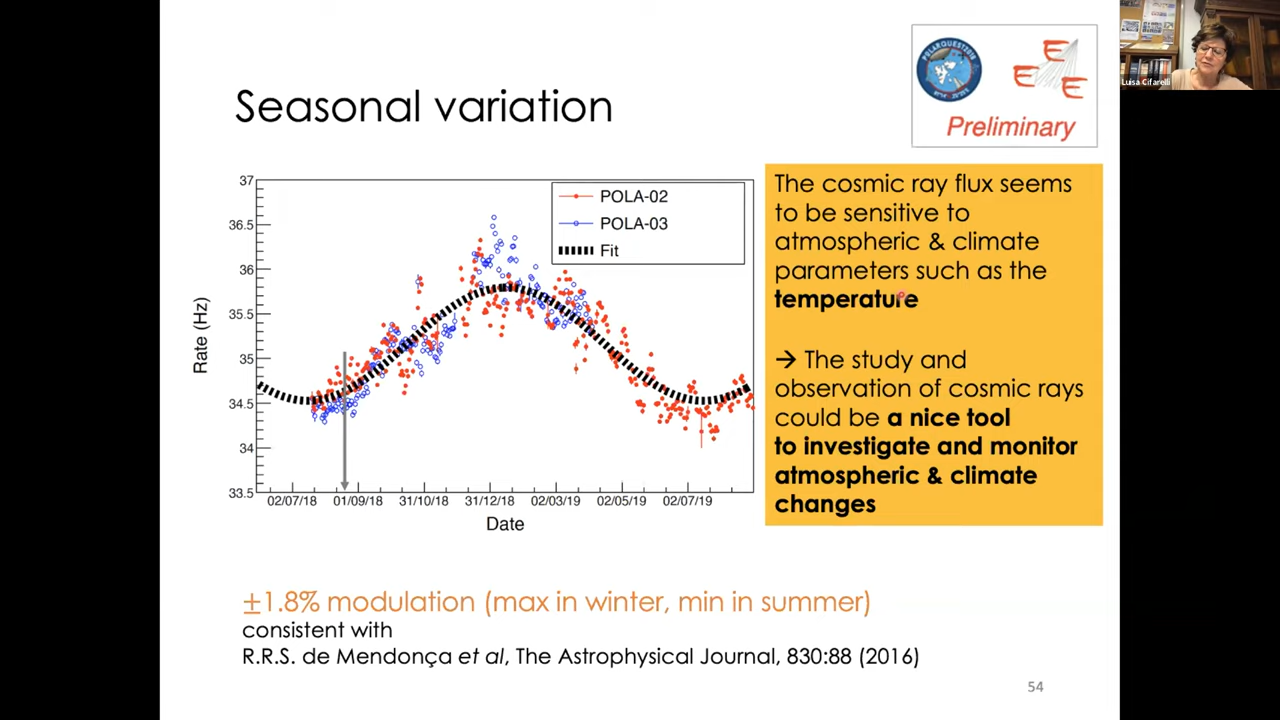 Luisa Cifarelli
POLARQUEST2018
E
E
E
Preliminary
Seasonal variation
37
36.5
36
35.5
35
34.5
34
33.5
Rate (Hz)
POLA-02
POLA-03
Fit
02/07/18 01/09/18 31/10/18 31/12/18 02/03/19 02/05/19 02/07/19
Date
The cosmic ray flux seems
to be sensitive to
atmospheric & climate
parameters such as the
temperature
→ The study and
observation of cosmic rays
could be a nice tool
to investigate and monitor
atmospheric & climate
changes
±1.8% modulation (max in winter, min in summer)
consistent with
R.R.S. de Mendonça et al, The Astrophysical Journal, 830:88 (2016)
54